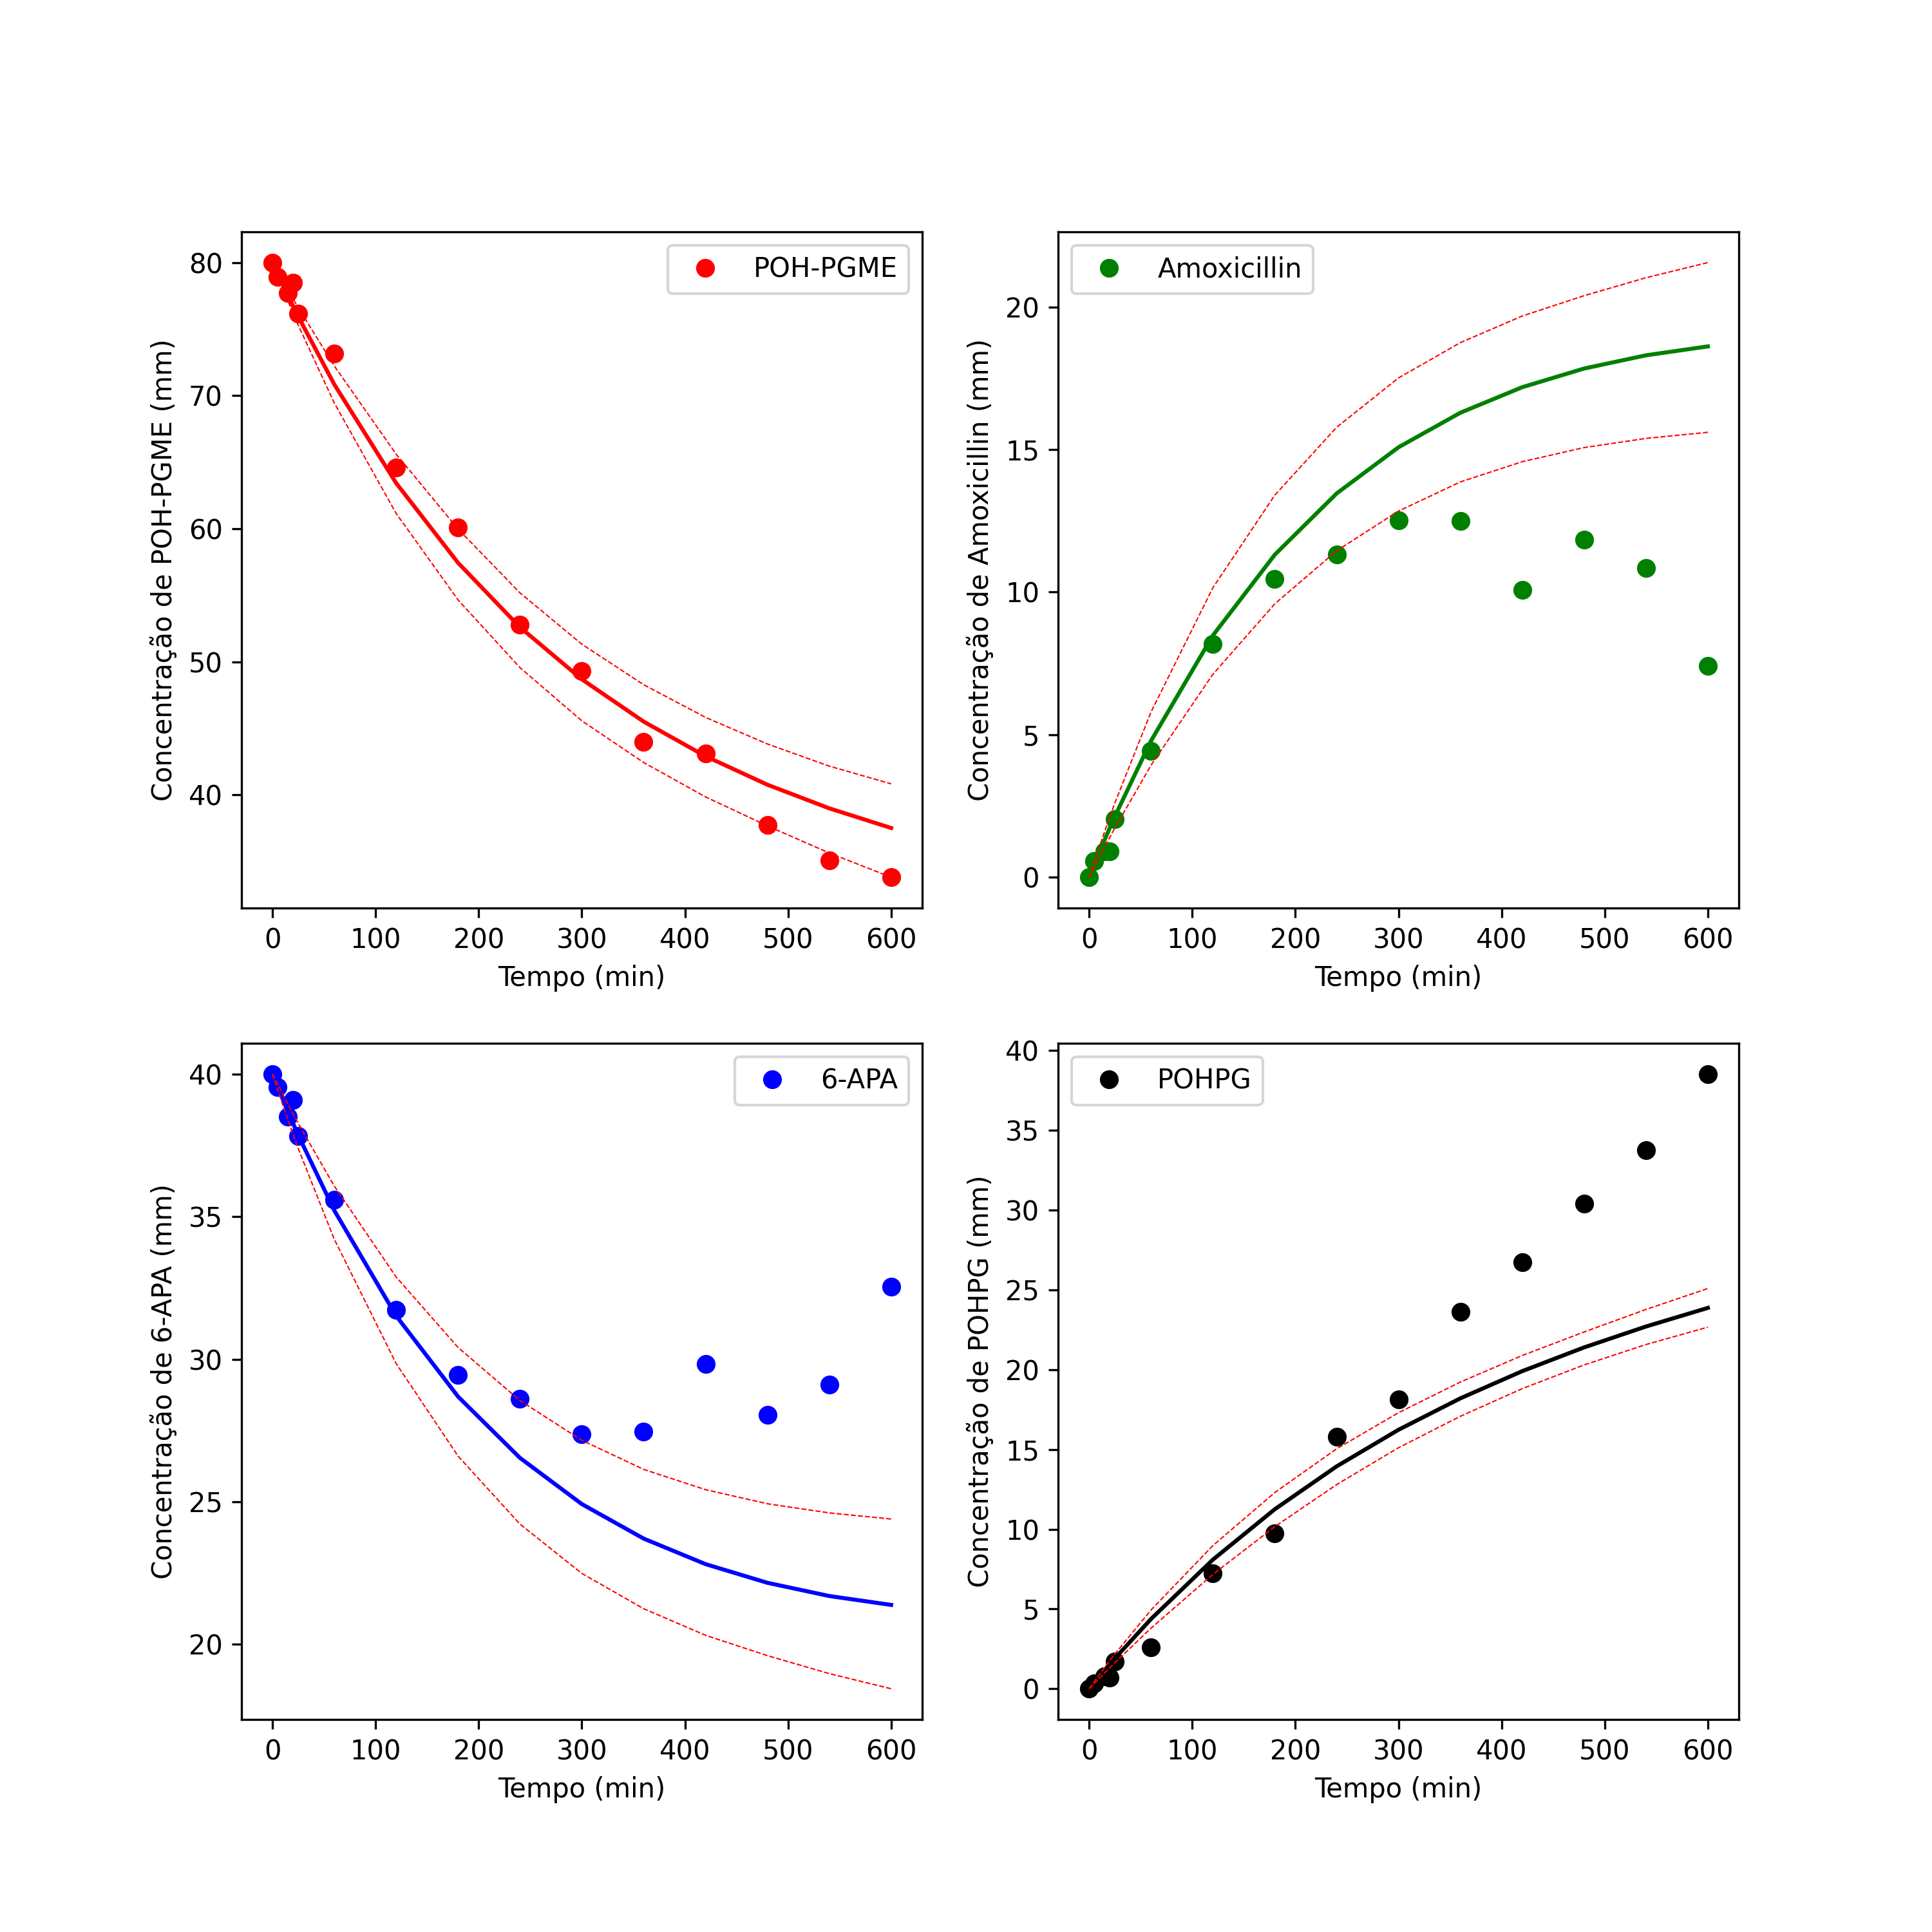 Concentração de POH-PGME (mm)
80
70
60
50
40
POH-PGME
0 100 200 300 400 500 600
Tempo (min)
Concentração de Amoxicillin (mm)
20
15
10
5
0
Amoxicillin
0 100 200 300 400 500 600
Tempo (min)
Concentração de 6-APA (mm)
40
35
30
25
20
6-APA
0 100 200 300 400 500 600
Tempo (min)
Concentração de POHPG (mm)
40
35
30
25
20
15
10
5
0
POHPG
0 100 200 300 400 500 600
Tempo (min)